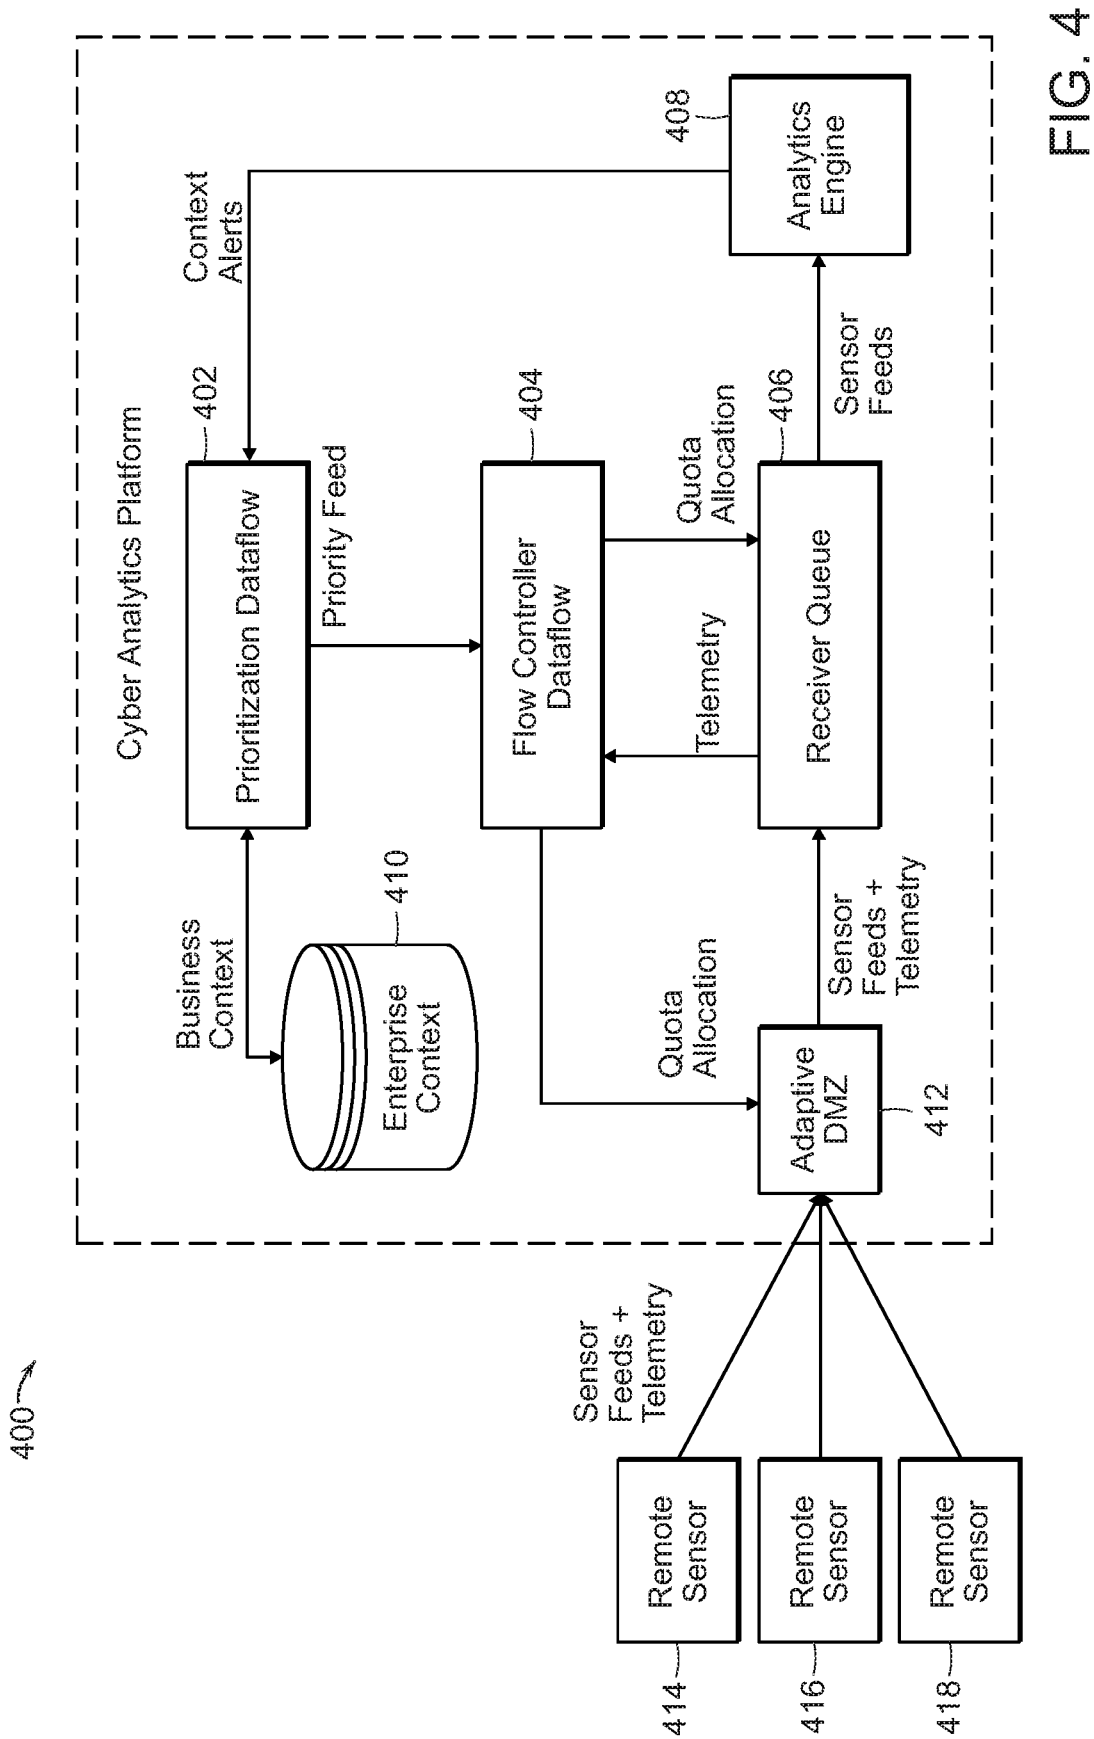 400
Cyber Analytics Platform
Business
Context
Prioritization Dataflow
402
Context
Alerts
Enterprise
Context
410
Priority Feed
Flow Controller
Dataflow
404
408
Analytics
Engine
Quota
Allocation
Telemetry
Quota
Allocation
406
Sensor
Feeds +
Telemetry
Adaptive
DMZ
412
Sensor
Feeds +
Telemetry
Receiver Queue
Sensor
Feeds
414
Remote
Sensor
416
Remote
Sensor
418
Remote
Sensor
FIG. 4